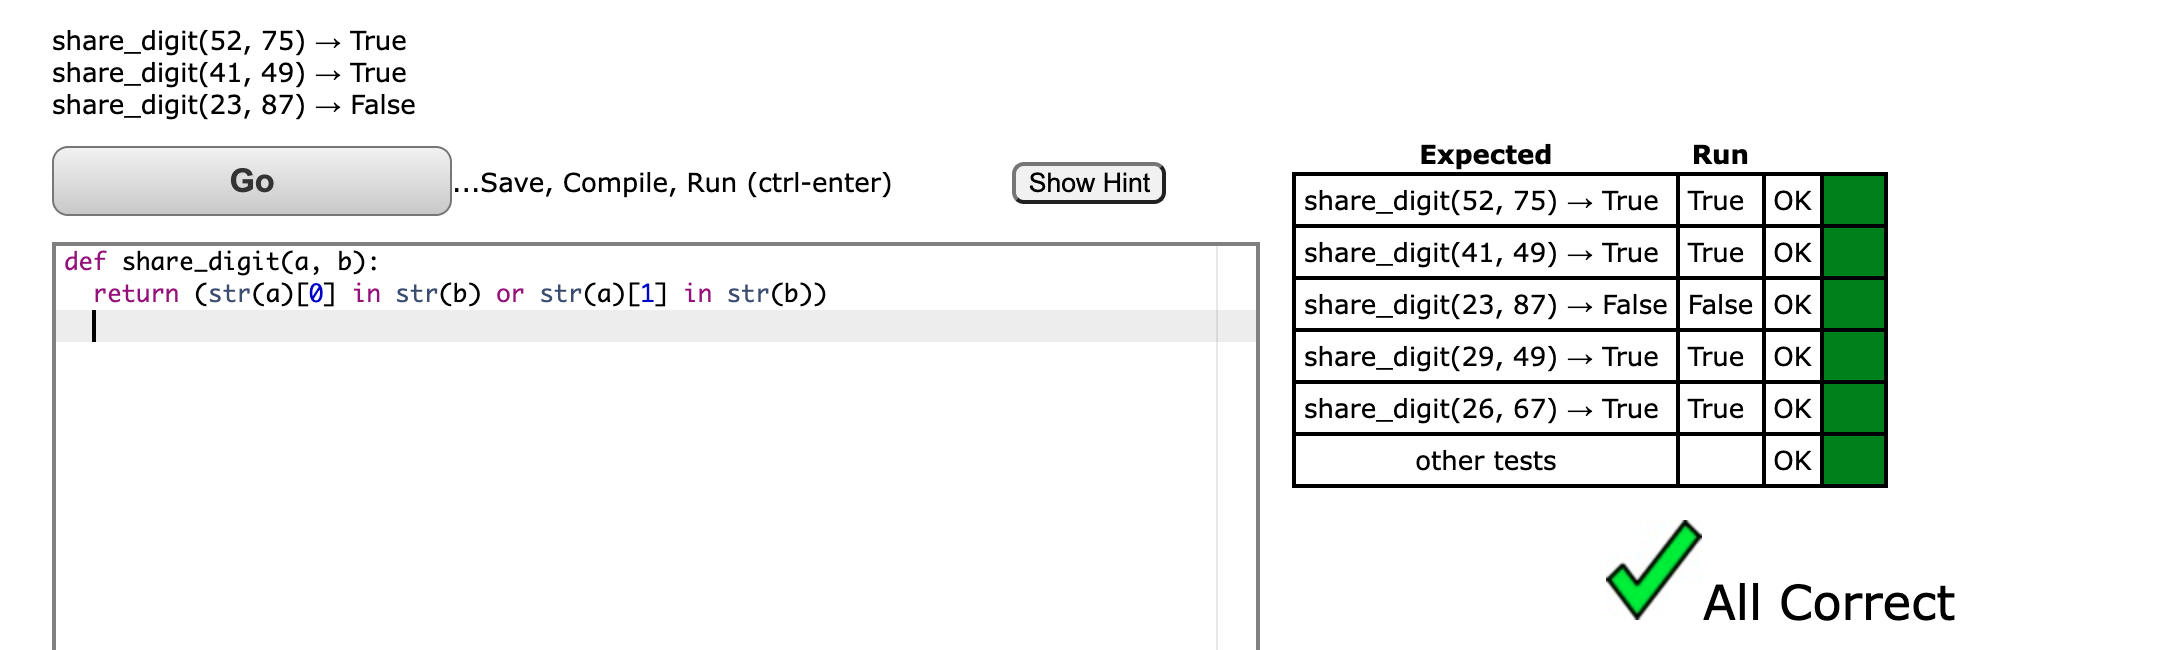 share_digit(52, 75) → True
share_digit(41, 49) → True
share_digit(23, 87) → False
Go ...Save, Compile, Run (ctrl-enter) Show Hint
def share_digit(a, b):
  return (str(a)[0] in str(b) or str(a)[1] in str(b))
Expected Run
share_digit(52, 75) → True True OK
share_digit(41, 49) → True True OK
share_digit(23, 87) → False False OK
share_digit(29, 49) → True True OK
share_digit(26, 67) → True True OK
other tests OK
All Correct